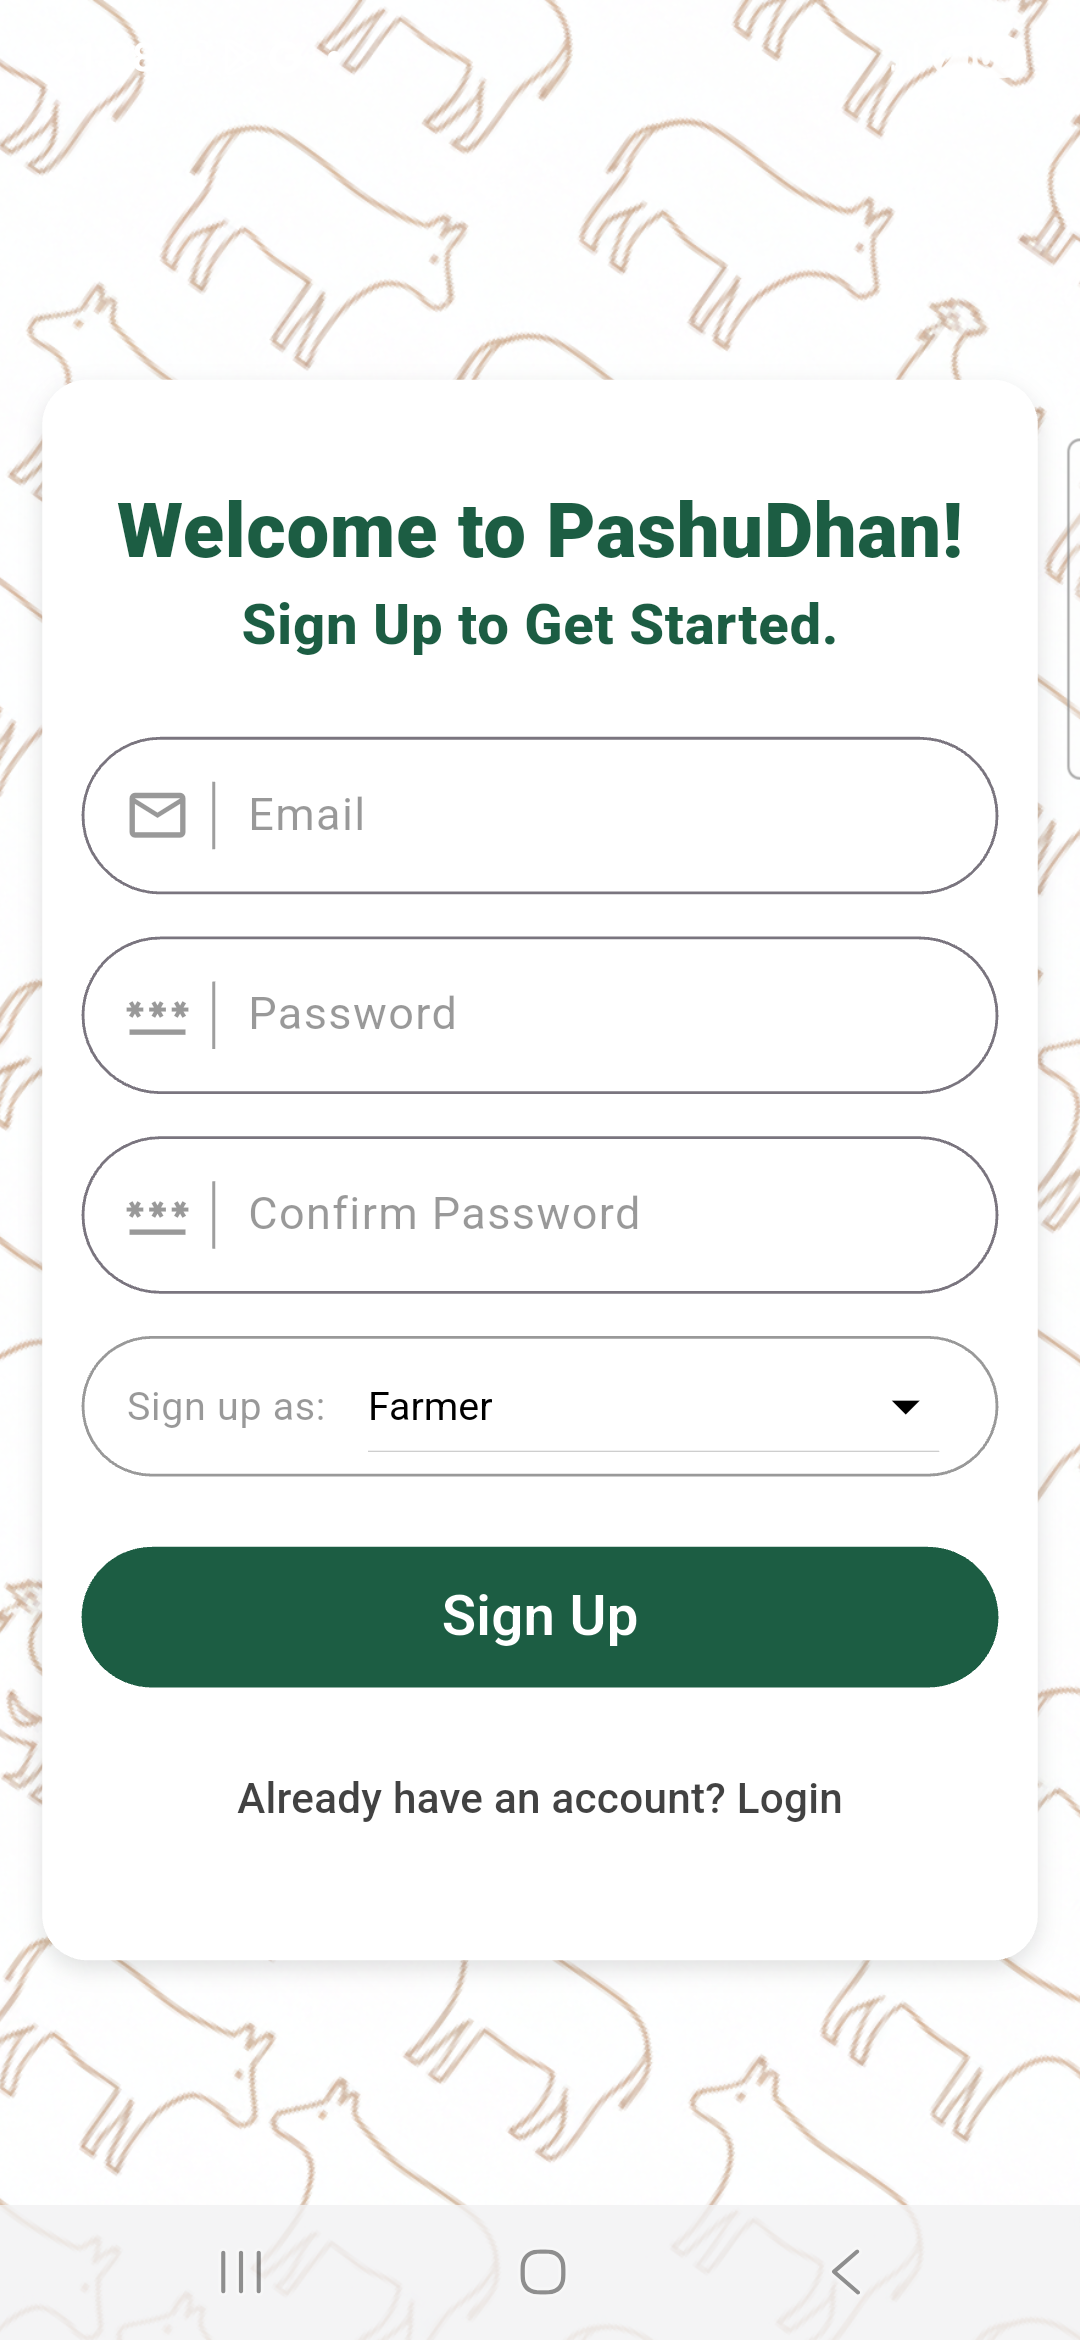 Welcome to PashuDhan!
Sign Up to Get Started.
Email
*** Password
*** Confirm Password
Sign up as: Farmer
Sign Up
Already have an account? Login